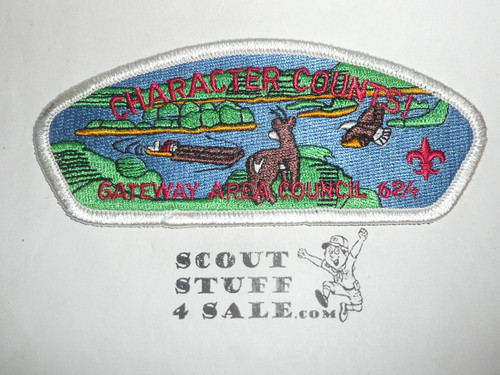 CHARACTER COUNTS!
GATEWAY AREA COUNCIL 624
SCOUT
STUFF
4 SALE.COM